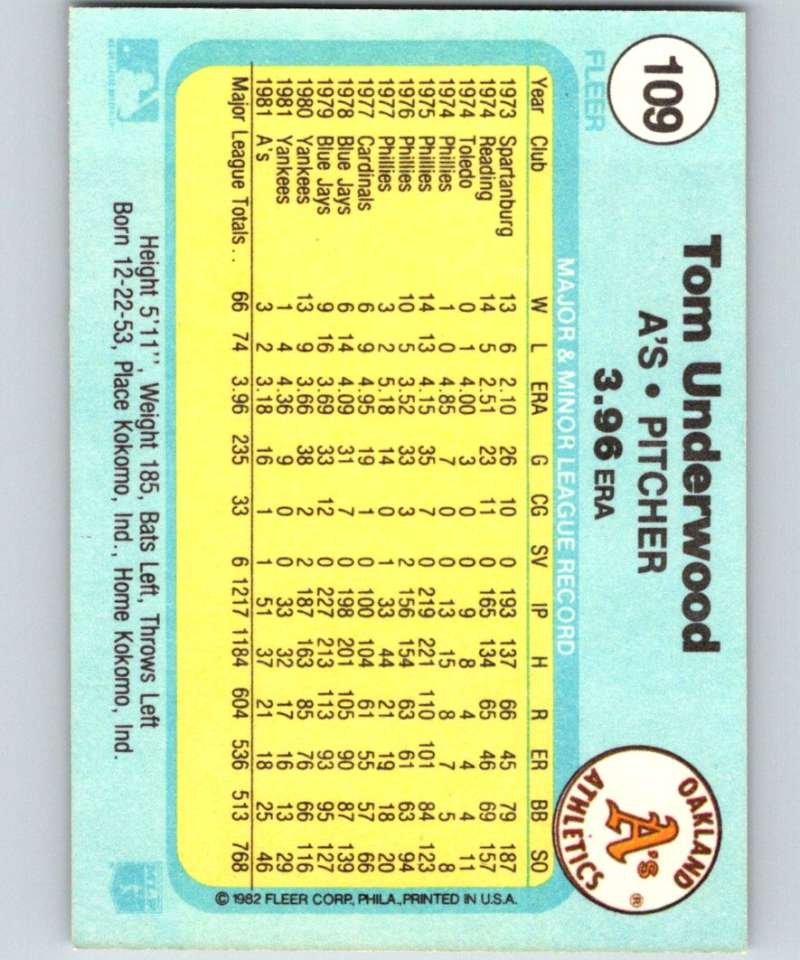 109
FLEER
Tom Underwood
A'S • PITCHER
3.96 ERA
OAKLAND
A's
ATHLETICS
®
MAJOR & MINOR LEAGUE RECORD
Year Club W L ERA G CG SV IP H R ER BB SO
1973 Spartanburg 13 6 2.10 26 10 0 193 137 66 45 79 187
1974 Reading 14 5 2.51 23 11 0 165 134 65 46 69 157
1974 Toledo 0 1 4.00 3 0 0 9 8 4 4 4 11
1974 Phillies 1 0 4.85 7 0 0 13 15 8 7 5 8
1975 Phillies 14 13 4.15 35 7 0 219 221 110 101 84 123
1976 Phillies 10 5 3.52 33 3 2 156 154 63 61 63 94
1977 Phillies 3 2 5.18 14 0 1 33 44 21 19 18 20
1977 Cardinals 6 9 4.95 19 1 0 100 104 61 55 57 66
1978 Blue Jays 6 14 4.09 31 7 0 198 201 105 90 87 139
1979 Blue Jays 9 16 3.69 33 12 0 227 213 113 93 95 127
1980 Yankees 13 9 3.66 38 2 2 187 163 85 76 66 116
1981 Yankees 1 4 4.36 9 0 0 33 32 17 16 13 29
1981 A's 3 2 3.18 16 1 1 51 37 21 18 25 46
Major League Totals . . 66 74 3.96 235 33 6 1217 1184 604 536 513 768
© 1982 FLEER CORP., PHILA., PRINTED IN U.S.A.
Height 5'11", Weight 185, Bats Left, Throws Left
Born 12-22-53, Place Kokomo, Ind., Home Kokomo, Ind.